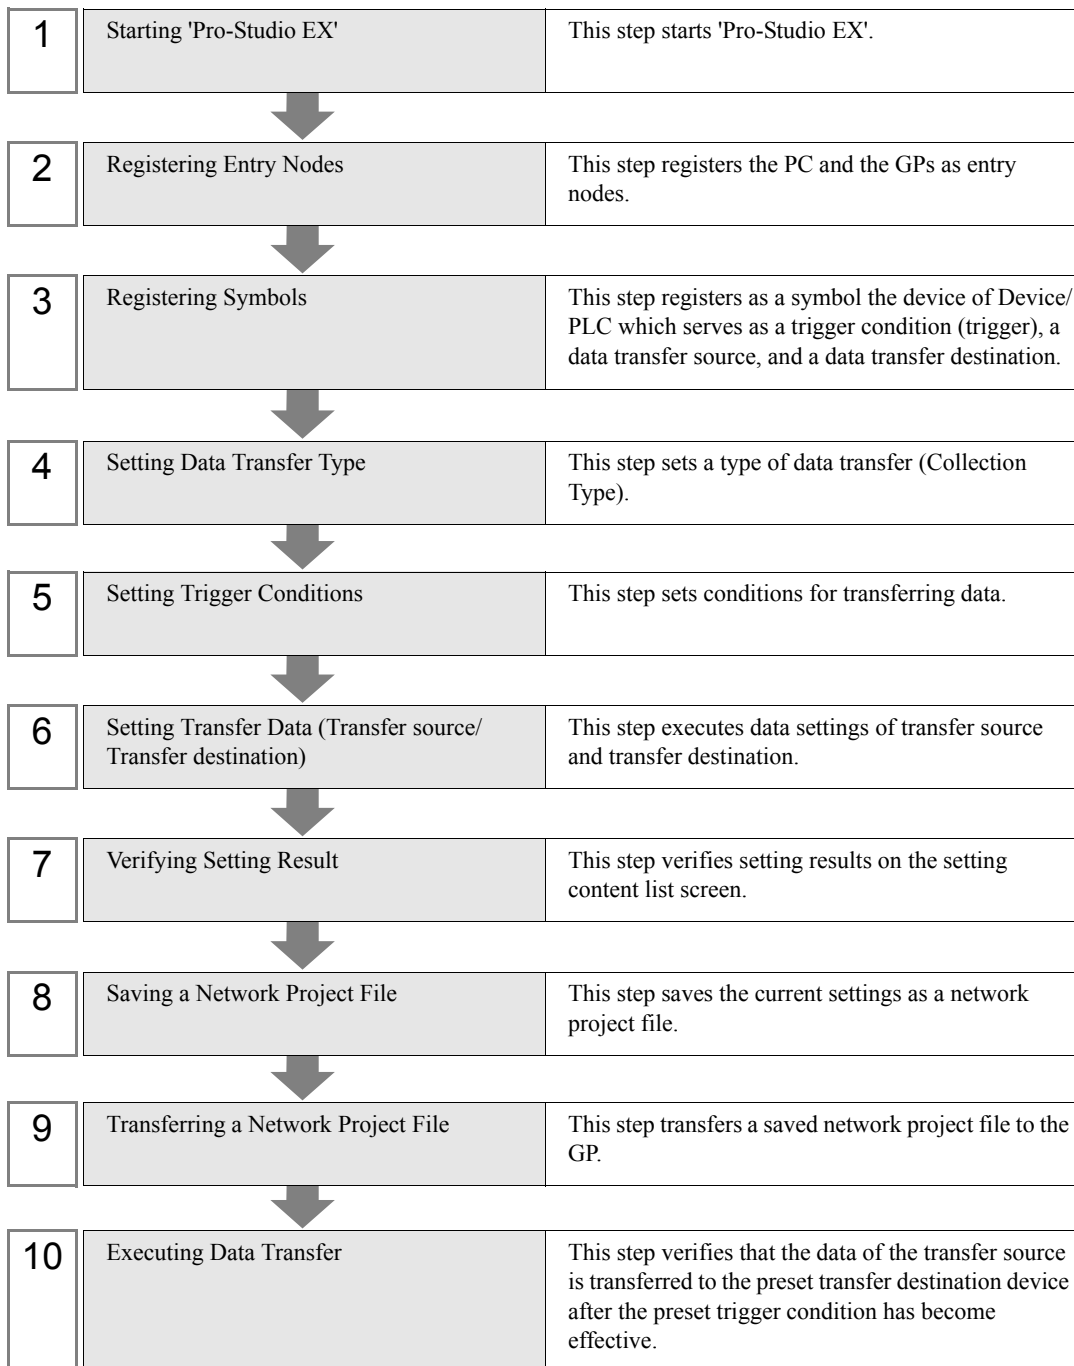 1
Starting 'Pro-Studio EX'
This step starts 'Pro-Studio EX'.
2
Registering Entry Nodes
This step registers the PC and the GPs as entry
nodes.
3
Registering Symbols
This step registers as a symbol the device of Device/
PLC which serves as a trigger condition (trigger), a
data transfer source, and a data transfer destination.
4
Setting Data Transfer Type
This step sets a type of data transfer (Collection
Type).
5
Setting Trigger Conditions
This step sets conditions for transferring data.
6
Setting Transfer Data (Transfer source/
Transfer destination)
This step executes data settings of transfer source
and transfer destination.
7
Verifying Setting Result
This step verifies setting results on the setting
content list screen.
8
Saving a Network Project File
This step saves the current settings as a network
project file.
9
Transferring a Network Project File
This step transfers a saved network project file to the
GP.
10
Executing Data Transfer
This step verifies that the data of the transfer source
is transferred to the preset transfer destination device
after the preset trigger condition has become
effective.